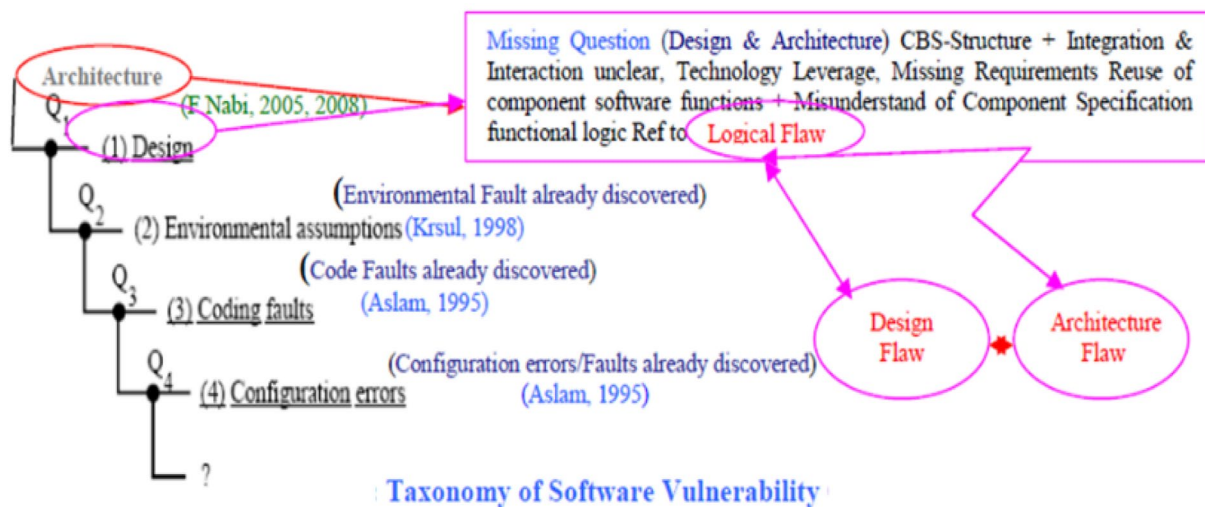 Missing Question (Design & Architecture) CBS-Structure + Integration &
Interaction unclear, Technology Leverage, Missing Requirements Reuse of
component software functions + Misunderstand of Component Specification
functional logic Ref to Logical Flaw
Architecture
(F.Nabi, 2005, 2008)
Q1
(1) Design
(Environmental Fault already discovered)
Q2
(2) Environmental assumptions (Krsul, 1998)
(Code Faults already discovered)
(Aslam, 1995)
Q3
(3) Coding faults
Design
Flaw
Architecture
Flaw
(Configuration errors/Faults already discovered)
(Aslam, 1995)
Q4
(4) Configuration errors
?
Taxonomy of Software Vulnerability